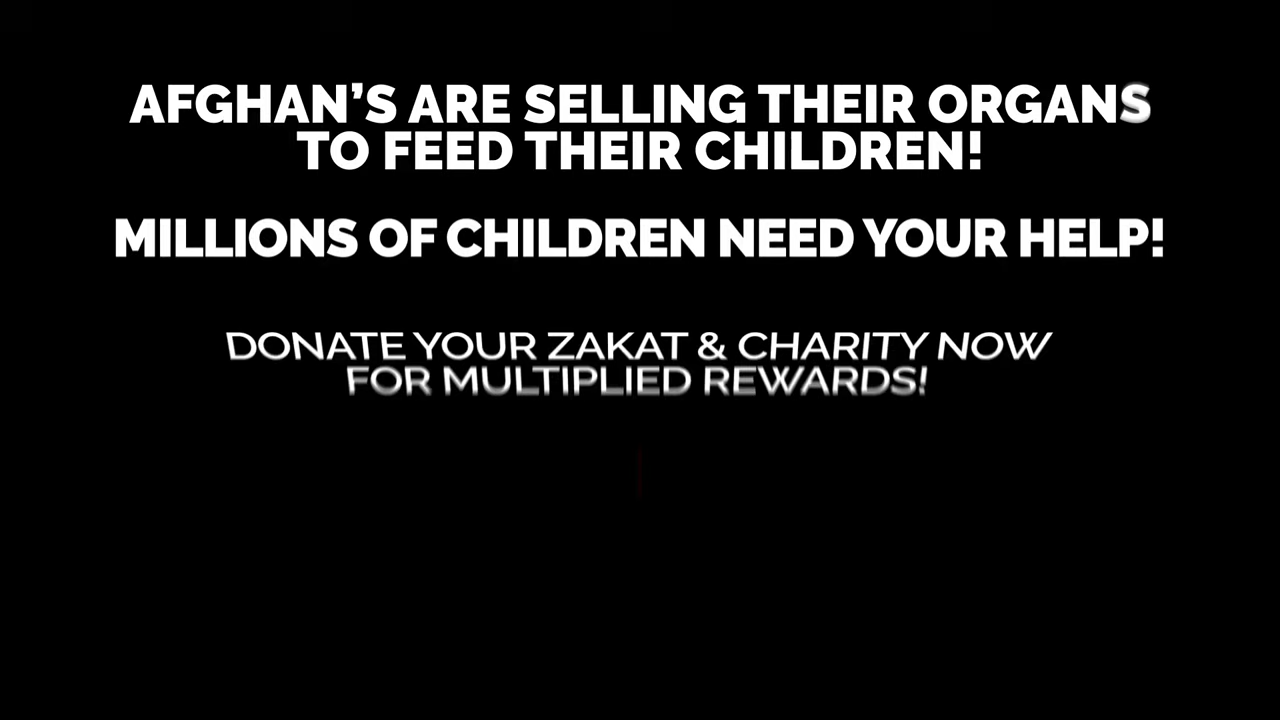 AFGHAN’S ARE SELLING THEIR ORGANS
TO FEED THEIR CHILDREN!
MILLIONS OF CHILDREN NEED YOUR HELP!
DONATE YOUR ZAKAT & CHARITY NOW
FOR MULTIPLIED REWARDS!